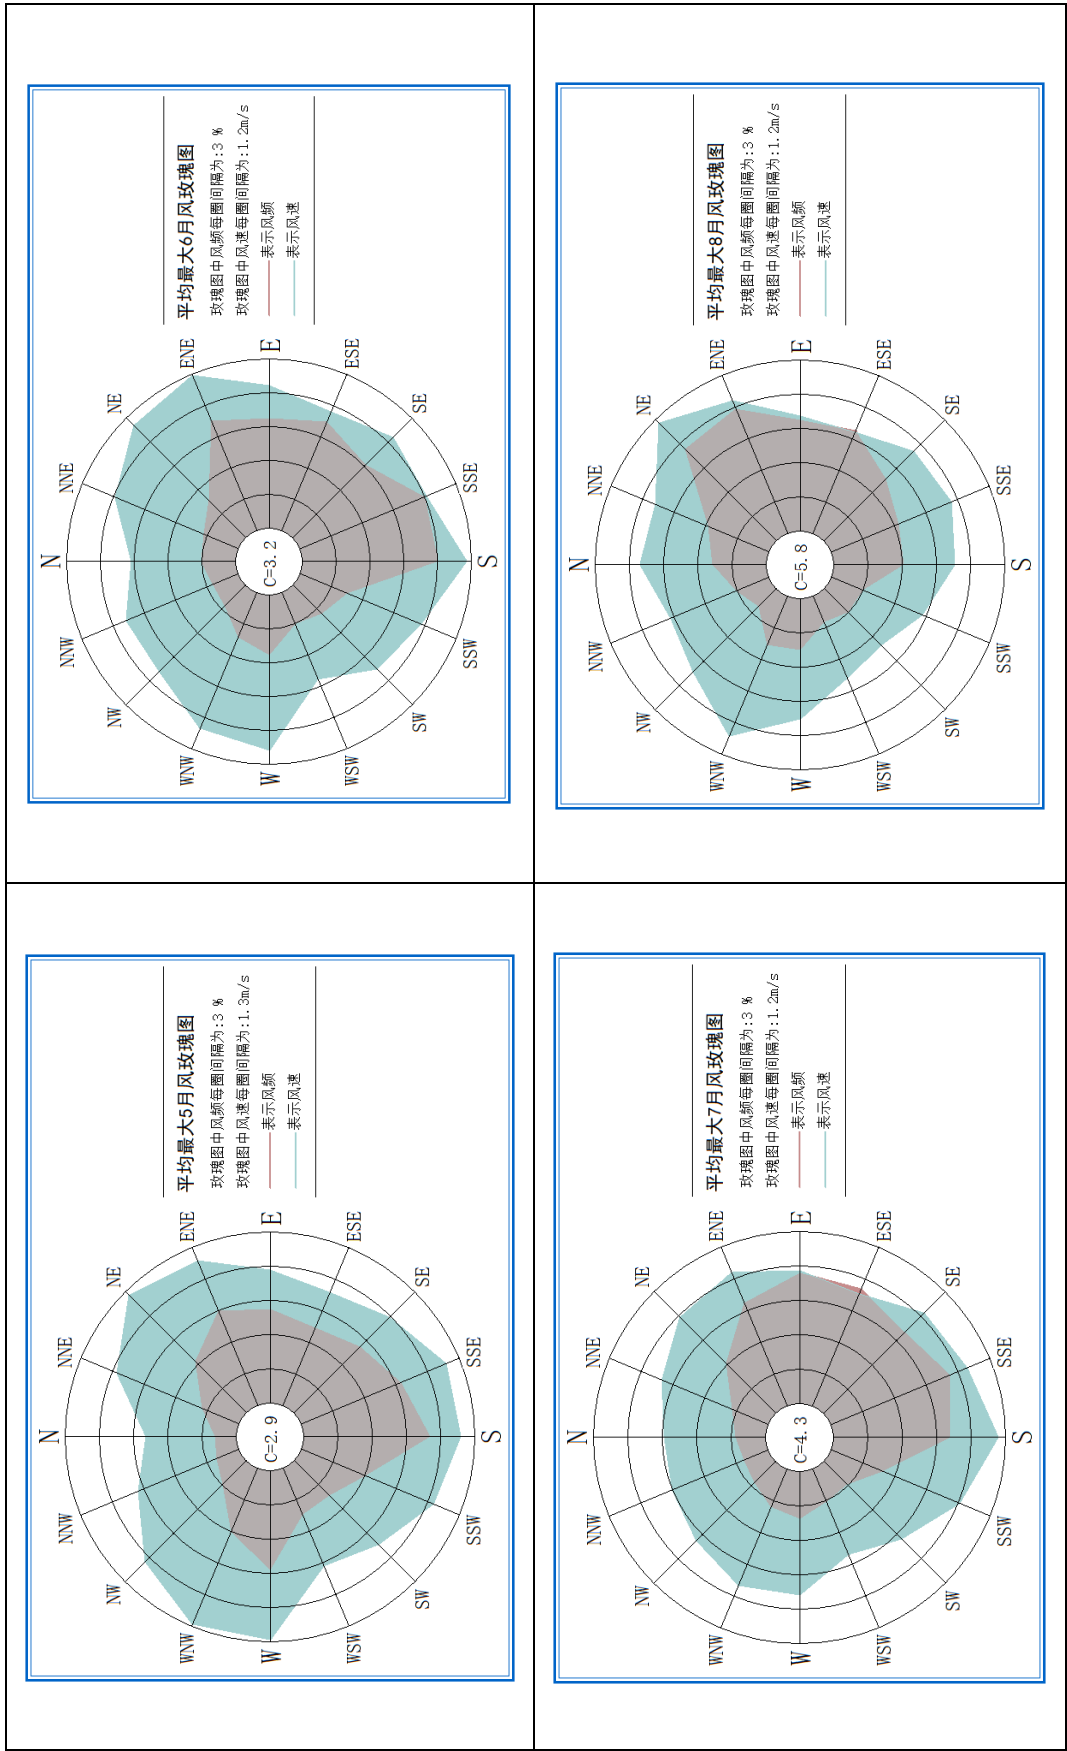 平均最大5月风玫瑰图
玫瑰图中风频每圈间隔为:3 %
玫瑰图中风速每圈间隔为:1.3m/s
表示风频
表示风速
N
NNE
NE
ENE
E
ESE
SE
SSE
S
SSW
SW
WSW
W
WNW
NW
NNW
C=2.9
平均最大6月风玫瑰图
玫瑰图中风频每圈间隔为:3 %
玫瑰图中风速每圈间隔为:1.2m/s
表示风频
表示风速
N
NNE
NE
ENE
E
ESE
SE
SSE
S
SSW
SW
WSW
W
WNW
NW
NNW
C=3.2
平均最大7月风玫瑰图
玫瑰图中风频每圈间隔为:3 %
玫瑰图中风速每圈间隔为:1.2m/s
表示风频
表示风速
N
NNE
NE
ENE
E
ESE
SE
SSE
S
SSW
SW
WSW
W
WNW
NW
NNW
C=4.3
平均最大8月风玫瑰图
玫瑰图中风频每圈间隔为:3 %
玫瑰图中风速每圈间隔为:1.2m/s
表示风频
表示风速
N
NNE
NE
ENE
E
ESE
SE
SSE
S
SSW
SW
WSW
W
WNW
NW
NNW
C=5.8